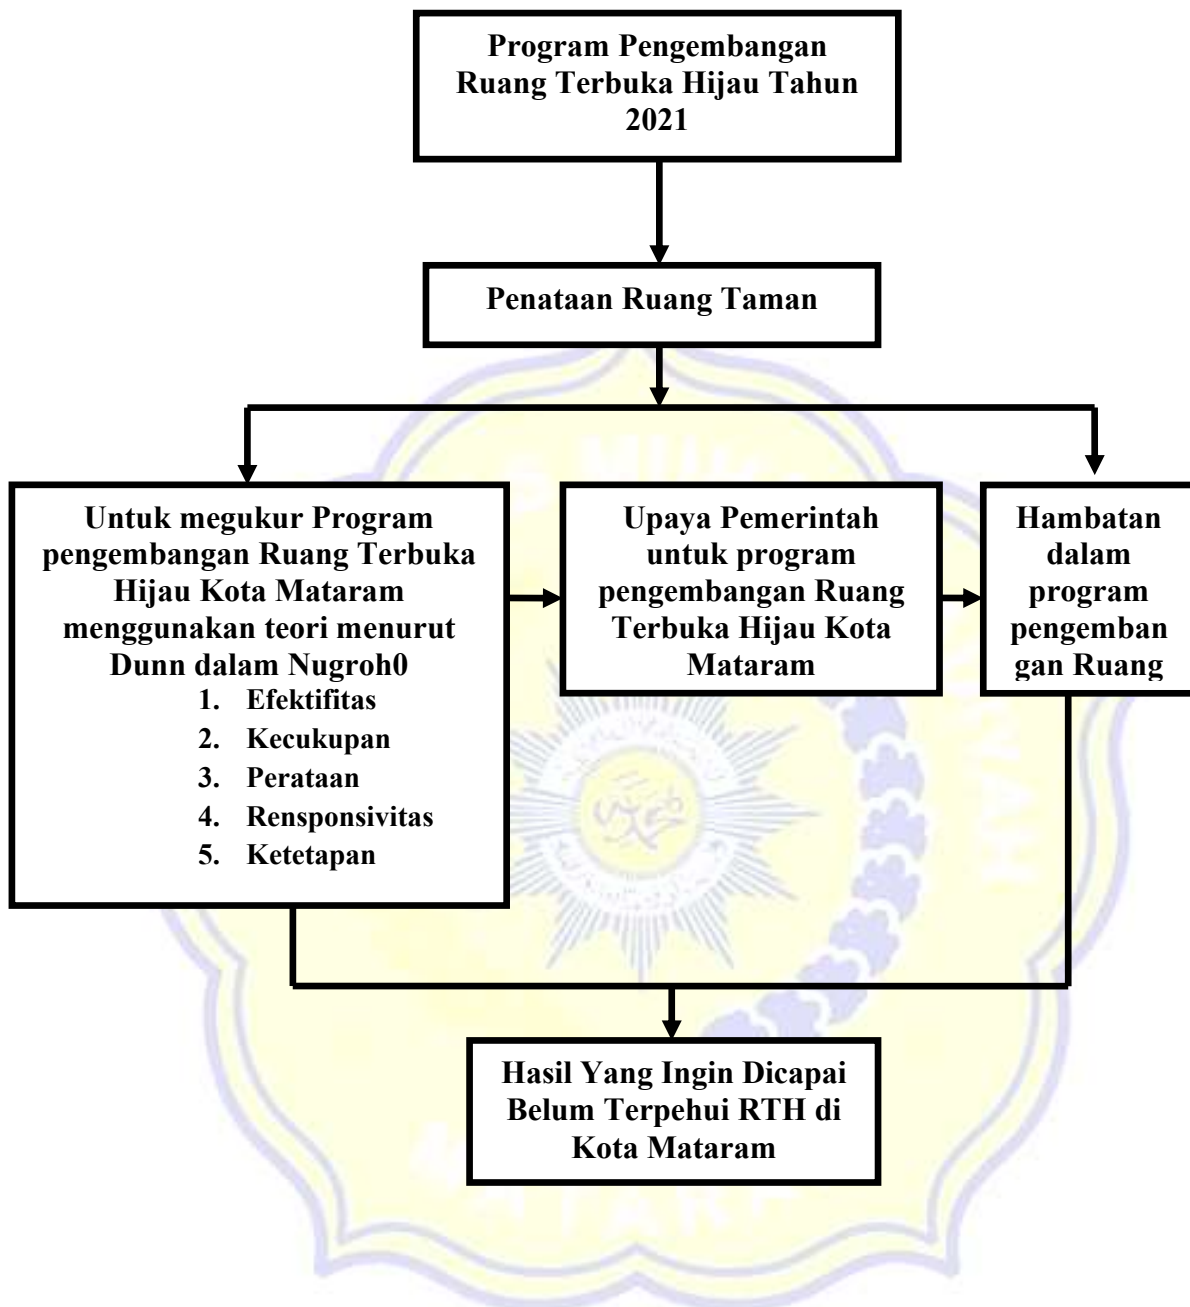 Program Pengembangan
Ruang Terbuka Hijau Tahun
2021
Penataan Ruang Taman
Untuk megukur Program
pengembangan Ruang Terbuka
Hijau Kota Mataram
menggunakan teori menurut
Dunn dalam Nugroh0
1. Efektifitas
2. Kecukupan
3. Perataan
4. Rensponsivitas
5. Ketetapan
Upaya Pemerintah
untuk program
pengembangan Ruang
Terbuka Hijau Kota
Mataram
Hambatan
dalam
program
pengemban
gan Ruang
Hasil Yang Ingin Dicapai
Belum Terpehui RTH di
Kota Mataram